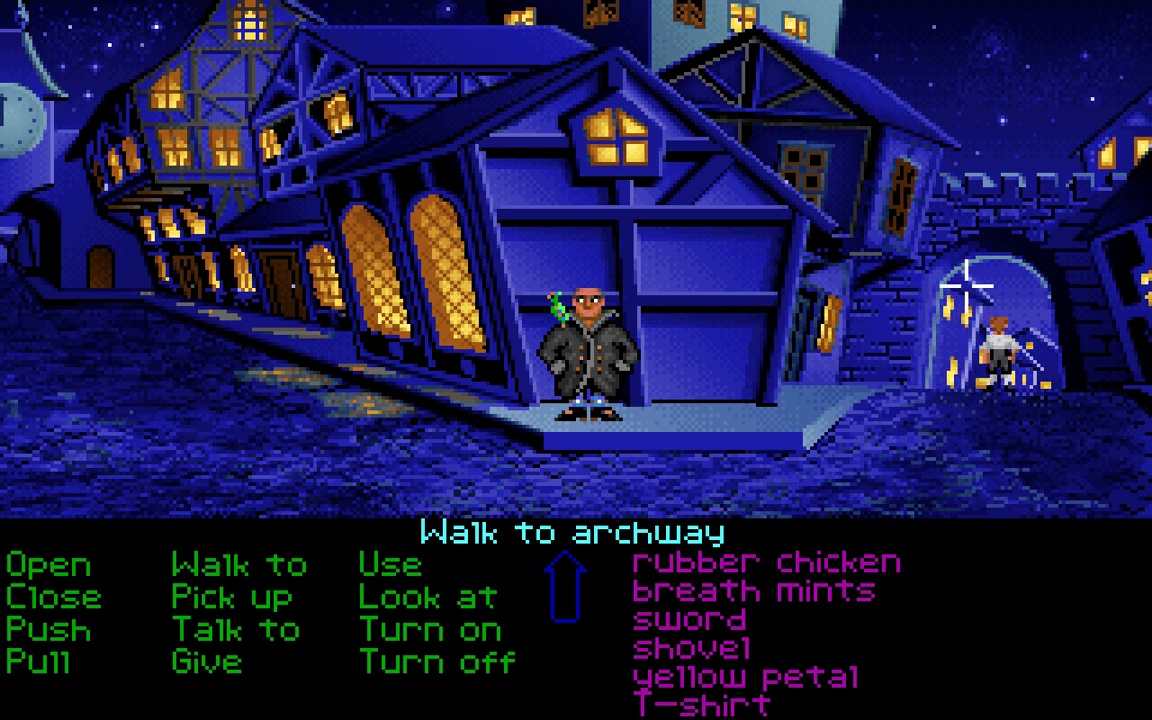 Walk to archway
Open Walk to Use
Close Pick up Look at
Push Talk to Turn on
Pull Give Turn off
rubber chicken
breath mints
sword
shovel
yellow petal
T-shirt